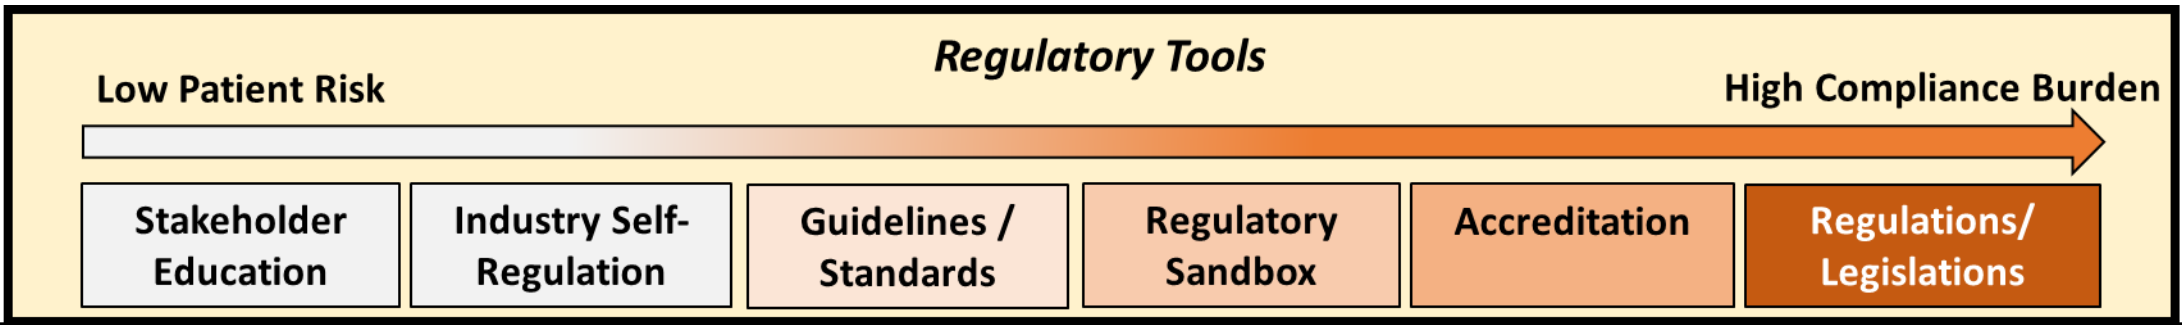 Regulatory Tools
Low Patient Risk
High Compliance Burden
Stakeholder
Education
Industry Self-
Regulation
Guidelines /
Standards
Regulatory
Sandbox
Accreditation
Regulations/
Legislations